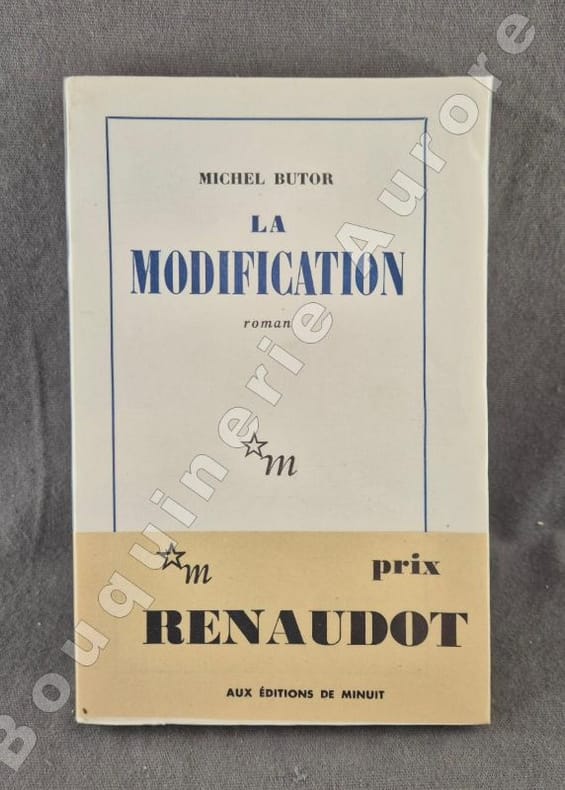 MICHEL BUTOR
LA
MODIFICATION
roman
m
m
prix
RENAUDOT
AUX ÉDITIONS DE MINUIT
Bouquinerie Aurore